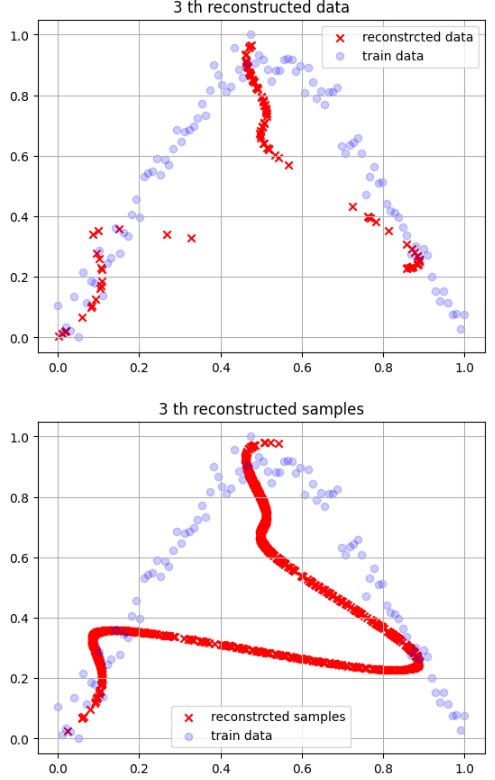 3 th reconstructed data
reconstrcted data
train data
1.0
0.8
0.6
0.4
0.2
0.0
0.0 0.2 0.4 0.6 0.8 1.0
3 th reconstructed samples
1.0
0.8
0.6
0.4
0.2
0.0
reconstrcted samples
train data
0.0 0.2 0.4 0.6 0.8 1.0